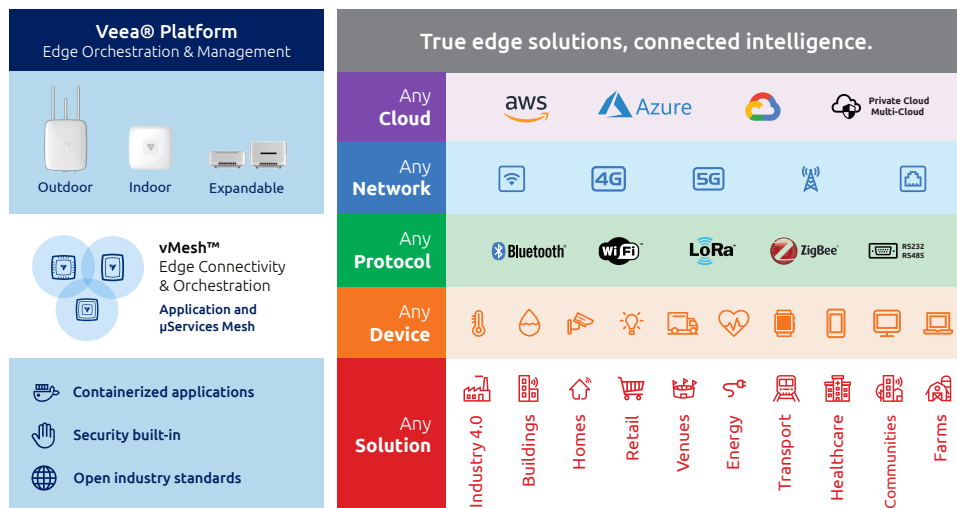 Veea® Platform
Edge Orchestration & Management
Outdoor
Indoor
Expandable
vMesh™
Edge Connectivity
& Orchestration
Application and
µServices Mesh
Containerized applications
Security built-in
Open industry standards
True edge solutions, connected intelligence.
Any
Cloud
aws
Azure
Private Cloud
Multi-Cloud
Any
Network
4G
5G
Any
Protocol
Bluetooth®
WiFi™
LoRa™
ZigBee®
RS232
RS485
Any
Device
Any
Solution
Industry 4.0
Buildings
Homes
Retail
Venues
Energy
Transport
Healthcare
Communities
Farms